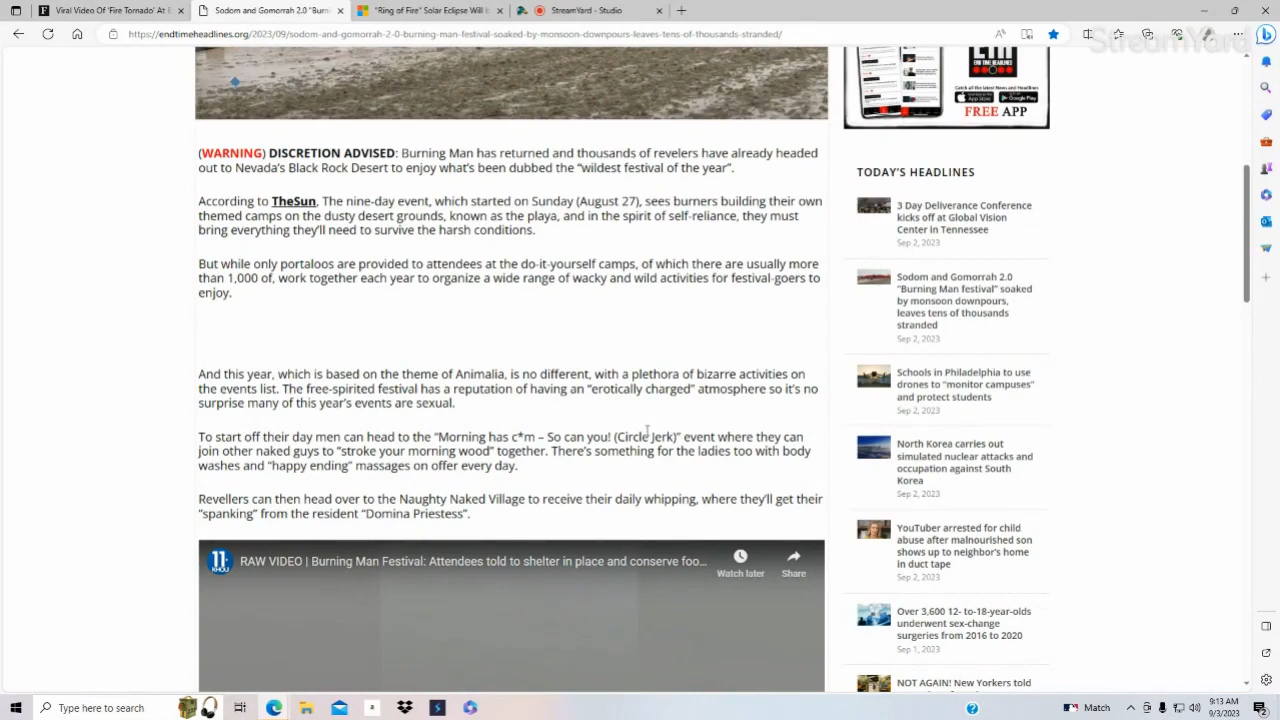 Viral Video Of 'Fire Tornado' At B
Sodom and Gomorrah 2.0 "Burn
"Ring of Fire" Solar Eclipse Will b
StreamYard - Studio
https://endtimeheadlines.org/2023/09/sodom-and-gomorrah-2-0-burning-man-festival-soaked-by-monsoon-downpours-leaves-tens-of-thousands-stranded/
(WARNING) DISCRETION ADVISED: Burning Man has returned and thousands of revelers have already headed
out to Nevada's Black Rock Desert to enjoy what's been dubbed the "wildest festival of the year".
According to TheSun, The nine-day event, which started on Sunday (August 27), sees burners building their own
themed camps on the dusty desert grounds, known as the playa, and in the spirit of self-reliance, they must
bring everything they'll need to survive the harsh conditions.
But while only portaloos are provided to attendees at the do-it-yourself camps, of which there are usually more
than 1,000 of, work together each year to organize a wide range of wacky and wild activities for festival-goers to
enjoy.
And this year, which is based on the theme of Animalia, is no different, with a plethora of bizarre activities on
the events list. The free-spirited festival has a reputation of having an "erotically charged" atmosphere so it's no
surprise many of this year's events are sexual.
To start off their day men can head to the "Morning has c*m – So can you! (Circle Jerk)" event where they can
join other naked guys to "stroke your morning wood" together. There's something for the ladies too with body
washes and "happy ending" massages on offer every day.
Revellers can then head over to the Naughty Naked Village to receive their daily whipping, where they'll get their
"spanking" from the resident "Domina Priestess".
RAW VIDEO | Burning Man Festival: Attendees told to shelter in place and conserve foo...
Watch later
Share
11
KHOU
END TIME HEADLINES
Catch all the latest News and Headlines
App Store
Google Play
FREE APP
TODAY'S HEADLINES
3 Day Deliverance Conference
kicks off at Global Vision
Center in Tennessee
Sep 2, 2023
Sodom and Gomorrah 2.0
"Burning Man festival" soaked
by monsoon downpours,
leaves tens of thousands
stranded
Sep 2, 2023
Schools in Philadelphia to use
drones to "monitor campuses"
and protect students
Sep 2, 2023
North Korea carries out
simulated nuclear attacks and
occupation against South
Korea
Sep 2, 2023
YouTuber arrested for child
abuse after malnourished son
shows up to neighbor's home
in duct tape
Sep 2, 2023
Over 3,600 12- to-18-year-olds
underwent sex-change
surgeries from 2016 to 2020
Sep 1, 2023
NOT AGAIN! New Yorkers told
Type here to search
9:13 AM
9/3/2023